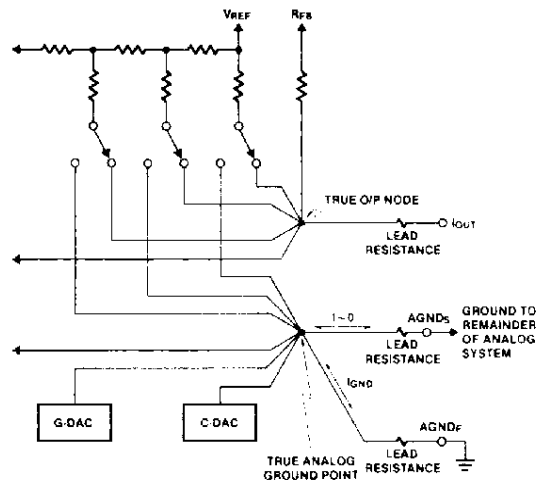 VREF
RFB
TRUE O/P NODE
IOUT
LEAD
RESISTANCE
I~0
AGNDS
GROUND TO
REMAINDER
OF ANALOG
SYSTEM
LEAD
RESISTANCE
IGND
G-DAC
C-DAC
AGNDF
TRUE ANALOG
GROUND POINT
LEAD
RESISTANCE